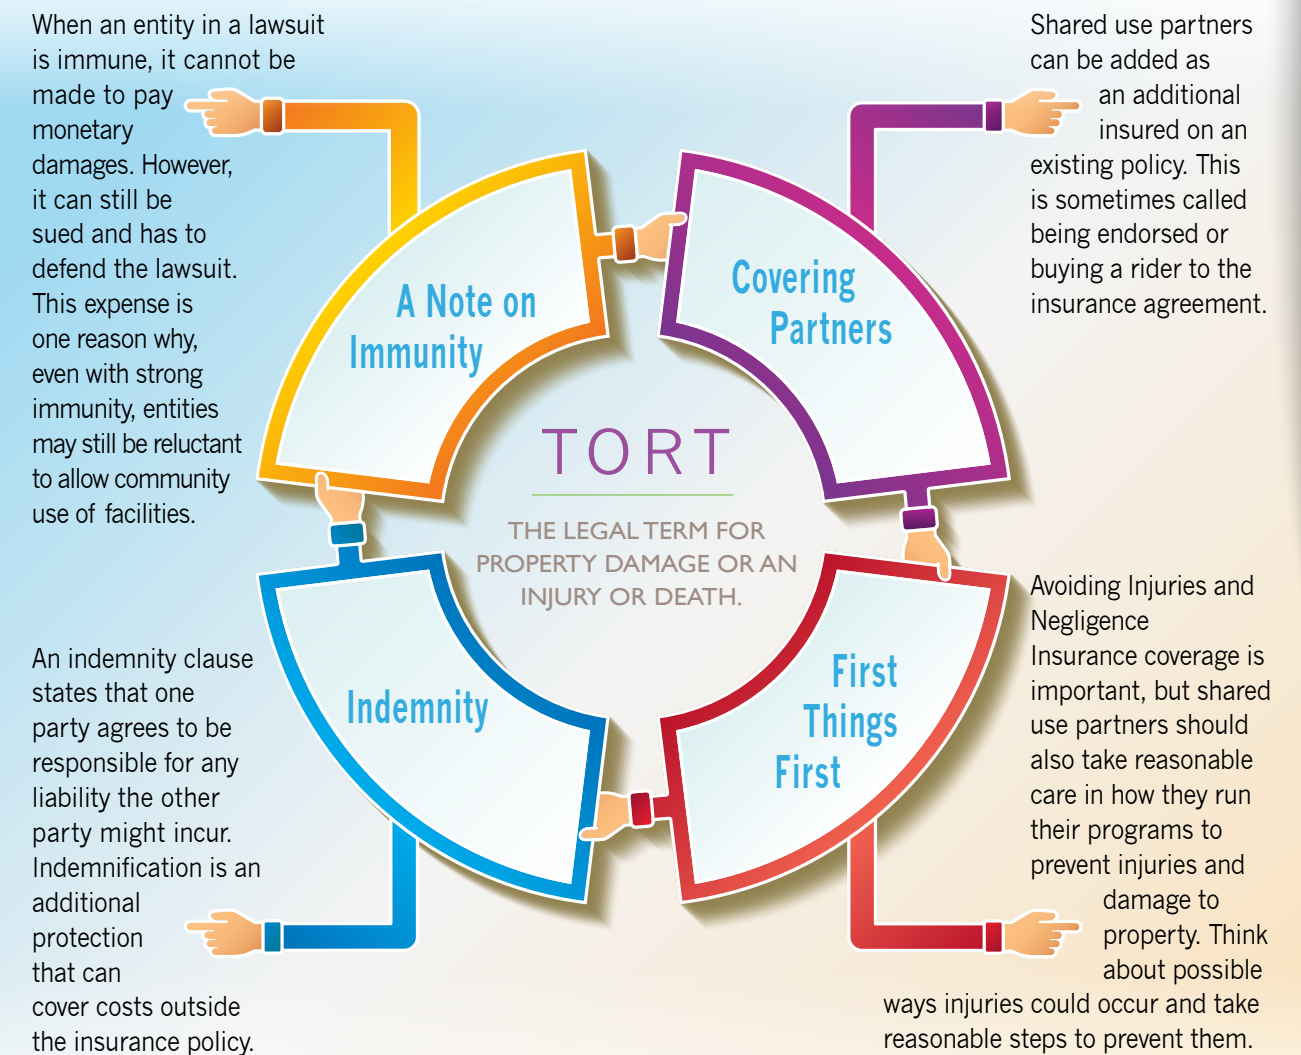 When an entity in a lawsuit
is immune, it cannot be
made to pay
monetary
damages. However,
it can still be
sued and has to
defend the lawsuit.
This expense is
one reason why,
even with strong
immunity, entities
may still be reluctant
to allow community
use of facilities.
Shared use partners
can be added as
an additional
insured on an
existing policy. This
is sometimes called
being endorsed or
buying a rider to the
insurance agreement.
A Note on
Immunity
Covering
Partners
TORT
THE LEGAL TERM FOR
PROPERTY DAMAGE OR AN
INJURY OR DEATH.
Indemnity
First
Things
First
An indemnity clause
states that one
party agrees to be
responsible for any
liability the other
party might incur.
Indemnification is an
additional
protection
that can
cover costs outside
the insurance policy.
Avoiding Injuries and
Negligence
Insurance coverage is
important, but shared
use partners should
also take reasonable
care in how they run
their programs to
prevent injuries and
damage to
property. Think
about possible
ways injuries could occur and take
reasonable steps to prevent them.